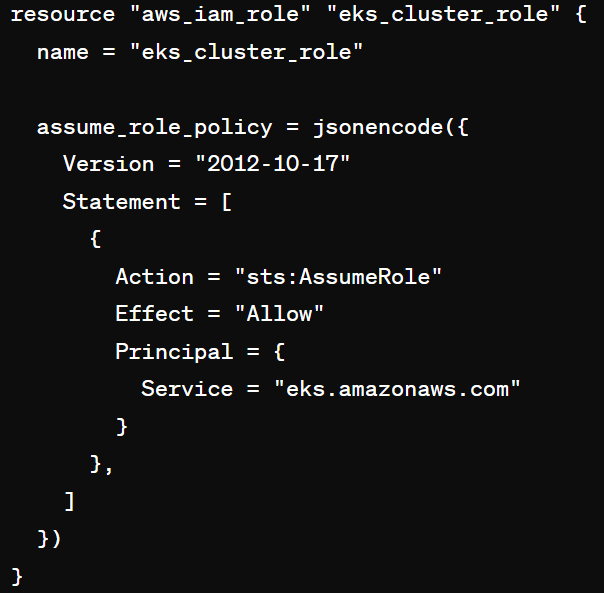 resource "aws_iam_role" "eks_cluster_role" {
  name = "eks_cluster_role"

  assume_role_policy = jsonencode({
    Version = "2012-10-17"
    Statement = [
      {
        Action = "sts:AssumeRole"
        Effect = "Allow"
        Principal = {
          Service = "eks.amazonaws.com"
        }
      },
    ]
  })
}